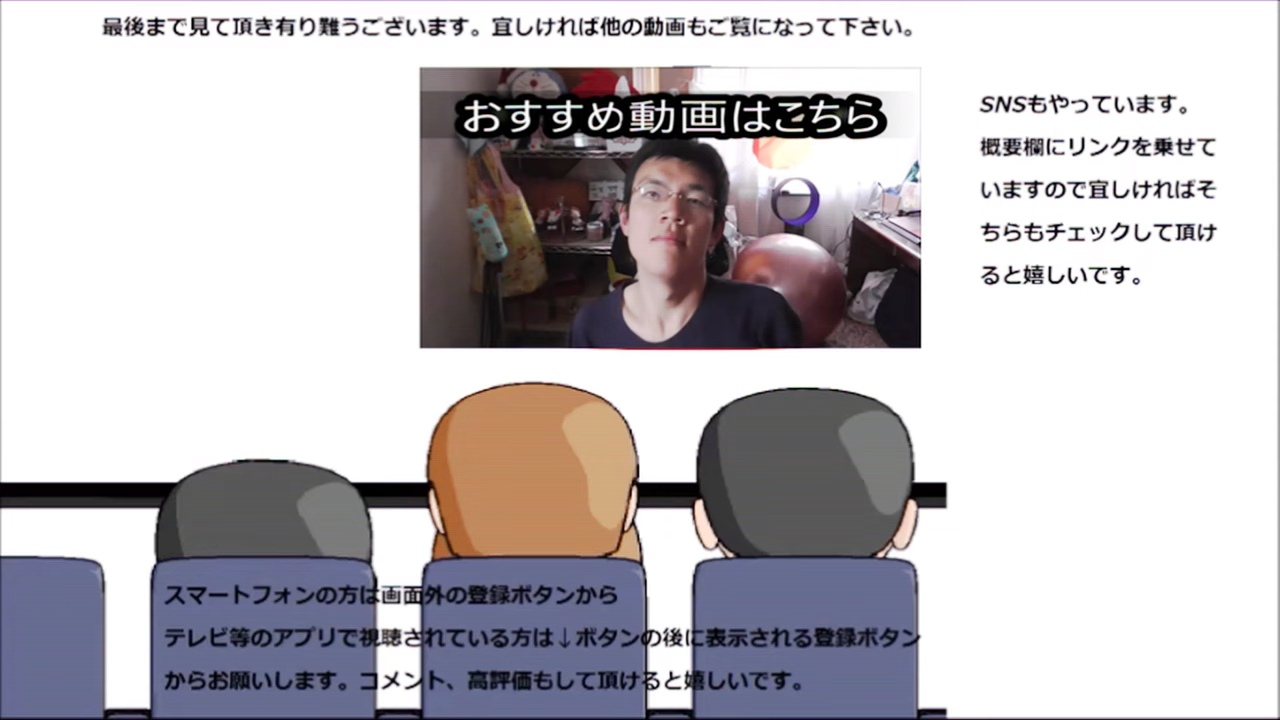 最後まで見て頂き有り難うございます。宜しければ他の動画もご覧になって下さい。
おすすめ動画はこちら
SNSもやっています。
概要欄にリンクを乗せて
いますので宜しければそ
ちらもチェックして頂け
ると嬉しいです。
スマートフォンの方は画面外の登録ボタンから
テレビ等のアプリで視聴されている方は↓ボタンの後に表示される登録ボタン
からお願いします。コメント、高評価もして頂けると嬉しいです。